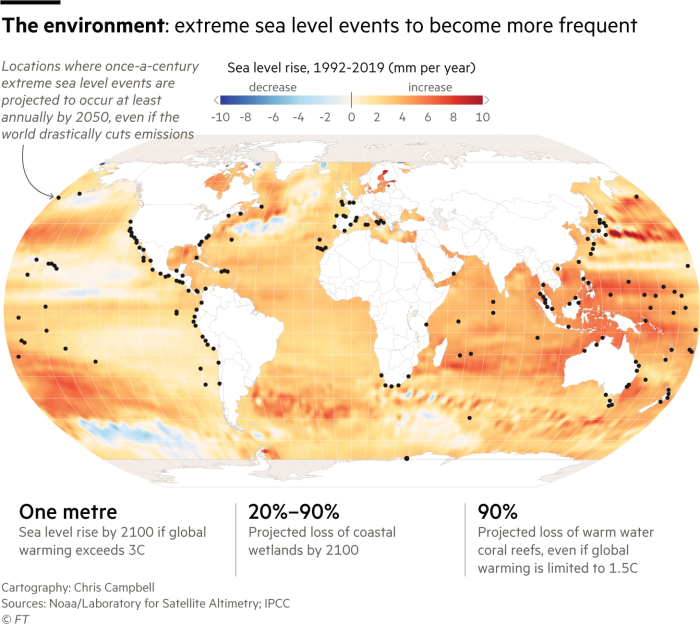 The environment: extreme sea level events to become more frequent
Locations where once-a-century
extreme sea level events are
projected to occur at least
annually by 2050, even if the
world drastically cuts emissions
Sea level rise, 1992-2019 (mm per year)
decrease increase
-10 -8 -6 -4 -2 0 2 4 6 8 10
One metre
Sea level rise by 2100 if global
warming exceeds 3C
20%–90%
Projected loss of coastal
wetlands by 2100
90%
Projected loss of warm water
coral reefs, even if global
warming is limited to 1.5C
Cartography: Chris Campbell
Sources: Noaa/Laboratory for Satellite Altimetry; IPCC
© FT